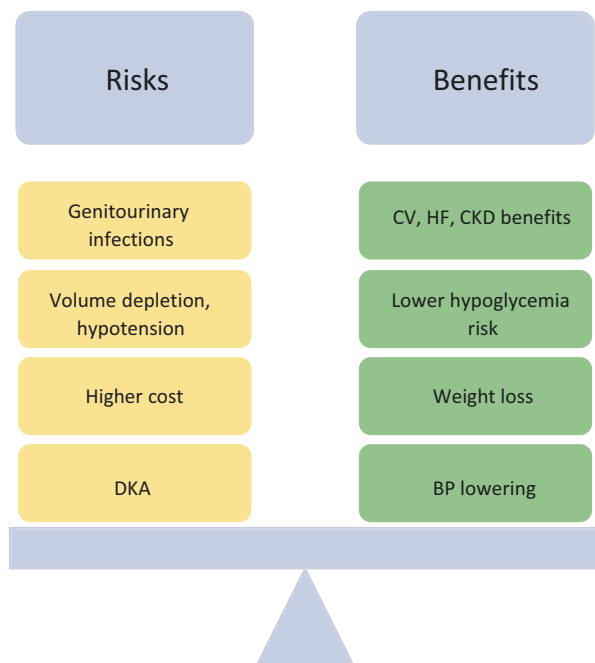 Risks
Benefits
Genitourinary
infections
CV, HF, CKD benefits
Volume depletion,
hypotension
Lower hypoglycemia
risk
Higher cost
Weight loss
DKA
BP lowering